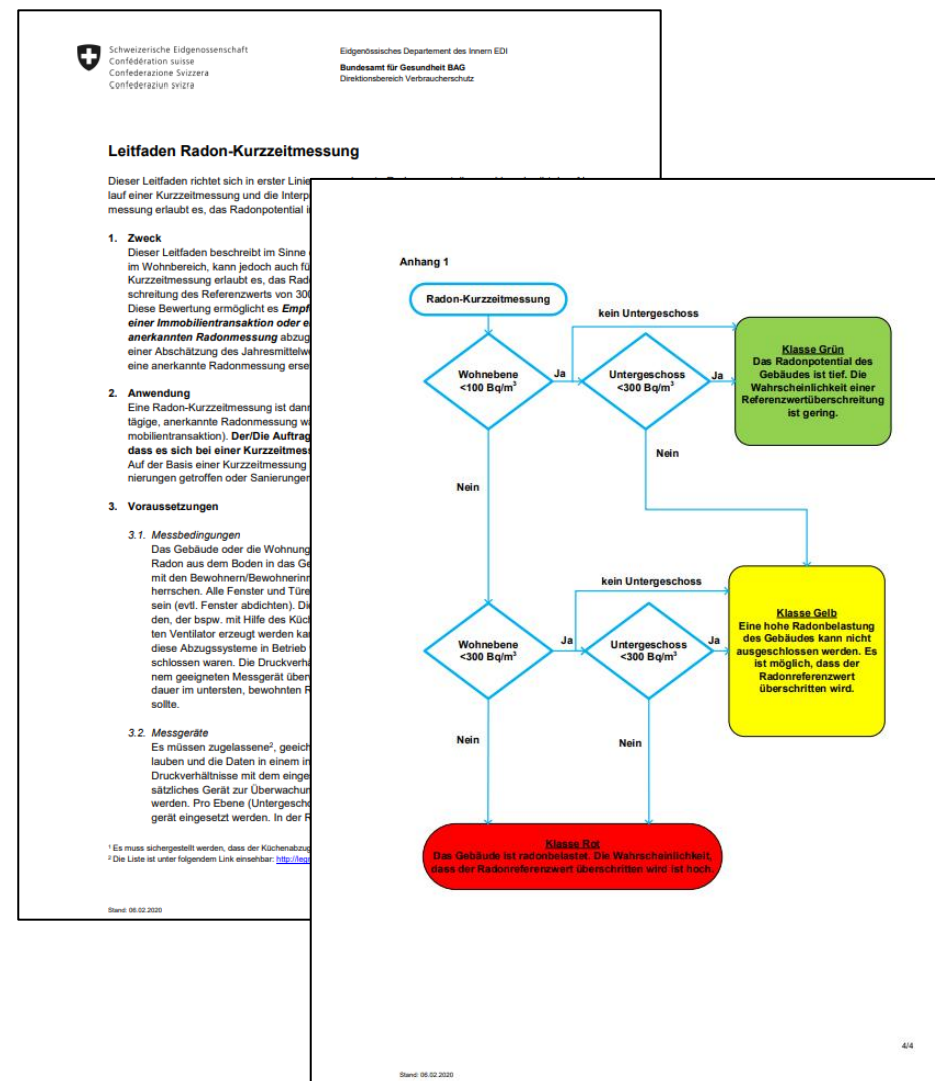 Schweizerische Eidgenossenschaft
Confédération suisse
Confederazione Svizzera
Confederaziun svizra
Eidgenössisches Departement des Innern EDI
Bundesamt für Gesundheit BAG
Direktionsbereich Verbraucherschutz
Leitfaden Radon-Kurzzeitmessung
Dieser Leitfaden richtet sich in erster Linie
lauf einer Kurzzeitmessung und die Interp
messung erlaubt es, das Radonpotential i
1. Zweck
Dieser Leitfaden beschreibt im Sinne
im Wohnbereich, kann jedoch auch fü
Kurzzeitmessung erlaubt es, das Rad
schreitung des Referenzwerts von 300
Diese Bewertung ermöglicht es Empf
einer Immobilientransaktion oder e
anerkannten Radonmessung abzug
einer Abschätzung des Jahresmittelwe
eine anerkannte Radonmessung erse
2. Anwendung
Eine Radon-Kurzzeitmessung ist dann
tägige, anerkannte Radonmessung wä
mobilientransaktion). Der/Die Auftrag
dass es sich bei einer Kurzzeitmess
Auf der Basis einer Kurzzeitmessung
nierungen getroffen oder Sanierungen
3. Voraussetzungen
3.1. Messbedingungen
Das Gebäude oder die Wohnung
Radon aus dem Boden in das Ge
mit den Bewohnern/Bewohnerinn
herrschen. Alle Fenster und Türe
sein (evtl. Fenster abdichten). Di
den, der bspw. mit Hilfe des Küch
ten Ventilator erzeugt werden kan
diese Abzugssysteme in Betrieb
schlossen waren. Die Druckverhä
nem geeigneten Messgerät überw
dauer im untersten, bewohnten R
sollte.
3.2. Messgeräte
Es müssen zugelassene², geeich
lauben und die Daten in einem in
Druckverhältnisse mit dem einge
sätzliches Gerät zur Überwachun
werden. Pro Ebene (Untergescho
gerät eingesetzt werden. In der R
¹ Es muss sichergestellt werden, dass der Küchenabzug
² Die Liste ist unter folgendem Link einsehbar: http://leg
Stand: 06.02.2020
Anhang 1
Radon-Kurzzeitmessung
kein Untergeschoss
Wohnebene
<100 Bq/m³
Ja
Untergeschoss
<300 Bq/m³
Ja
Klasse Grün
Das Radonpotential des
Gebäudes ist tief. Die
Wahrscheinlichkeit einer
Referenzwertüberschreitung
ist gering.
Nein
Nein
kein Untergeschoss
Wohnebene
<300 Bq/m³
Ja
Untergeschoss
<300 Bq/m³
Ja
Klasse Gelb
Eine hohe Radonbelastung
des Gebäudes kann nicht
ausgeschlossen werden. Es
ist möglich, dass der
Radonreferenzwert
überschritten wird.
Nein
Nein
Klasse Rot
Das Gebäude ist radonbelastet. Die Wahrscheinlichkeit,
dass der Radonreferenzwert überschritten wird ist hoch.
4/4
Stand: 06.02.2020